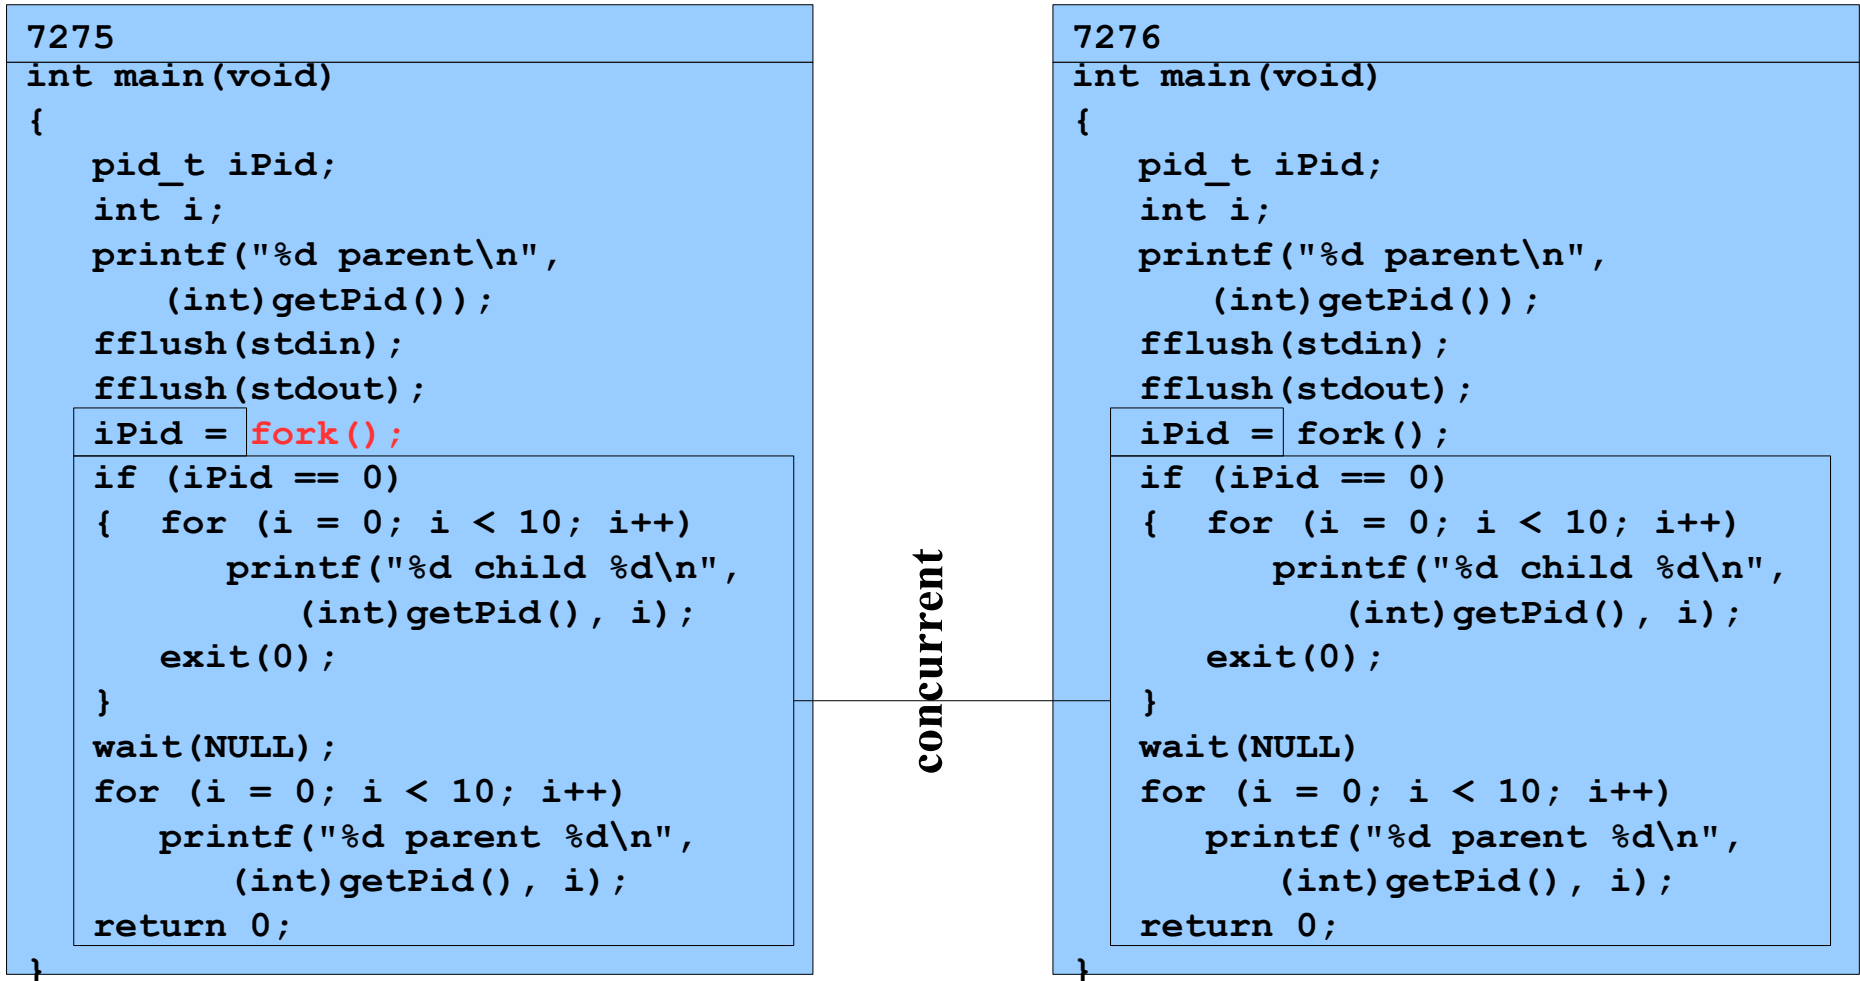 7275
int main(void)
{
   pid_t iPid;
   int i;
   printf("%d parent\n",
      (int)getPid());
   fflush(stdin);
   fflush(stdout);
   iPid = fork();
   if (iPid == 0)
   {  for (i = 0; i < 10; i++)
         printf("%d child %d\n",
            (int)getPid(), i);
      exit(0);
   }
   wait(NULL);
   for (i = 0; i < 10; i++)
      printf("%d parent %d\n",
         (int)getPid(), i);
   return 0;
}
concurrent
7276
int main(void)
{
   pid_t iPid;
   int i;
   printf("%d parent\n",
      (int)getPid());
   fflush(stdin);
   fflush(stdout);
   iPid = fork();
   if (iPid == 0)
   {  for (i = 0; i < 10; i++)
         printf("%d child %d\n",
            (int)getPid(), i);
      exit(0);
   }
   wait(NULL)
   for (i = 0; i < 10; i++)
      printf("%d parent %d\n",
         (int)getPid(), i);
   return 0;
}